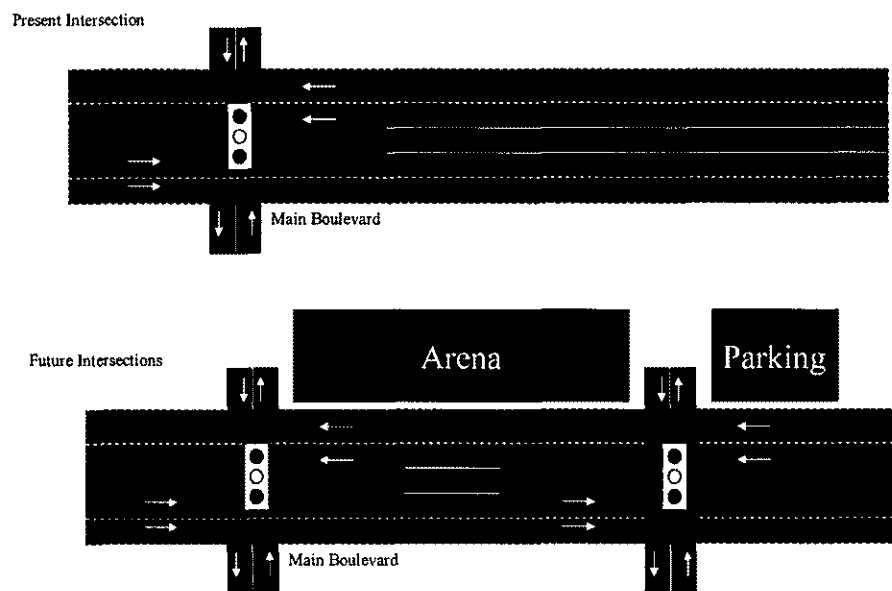 Present Intersection
Main Boulevard
Arena
Parking
Future Intersections
Main Boulevard